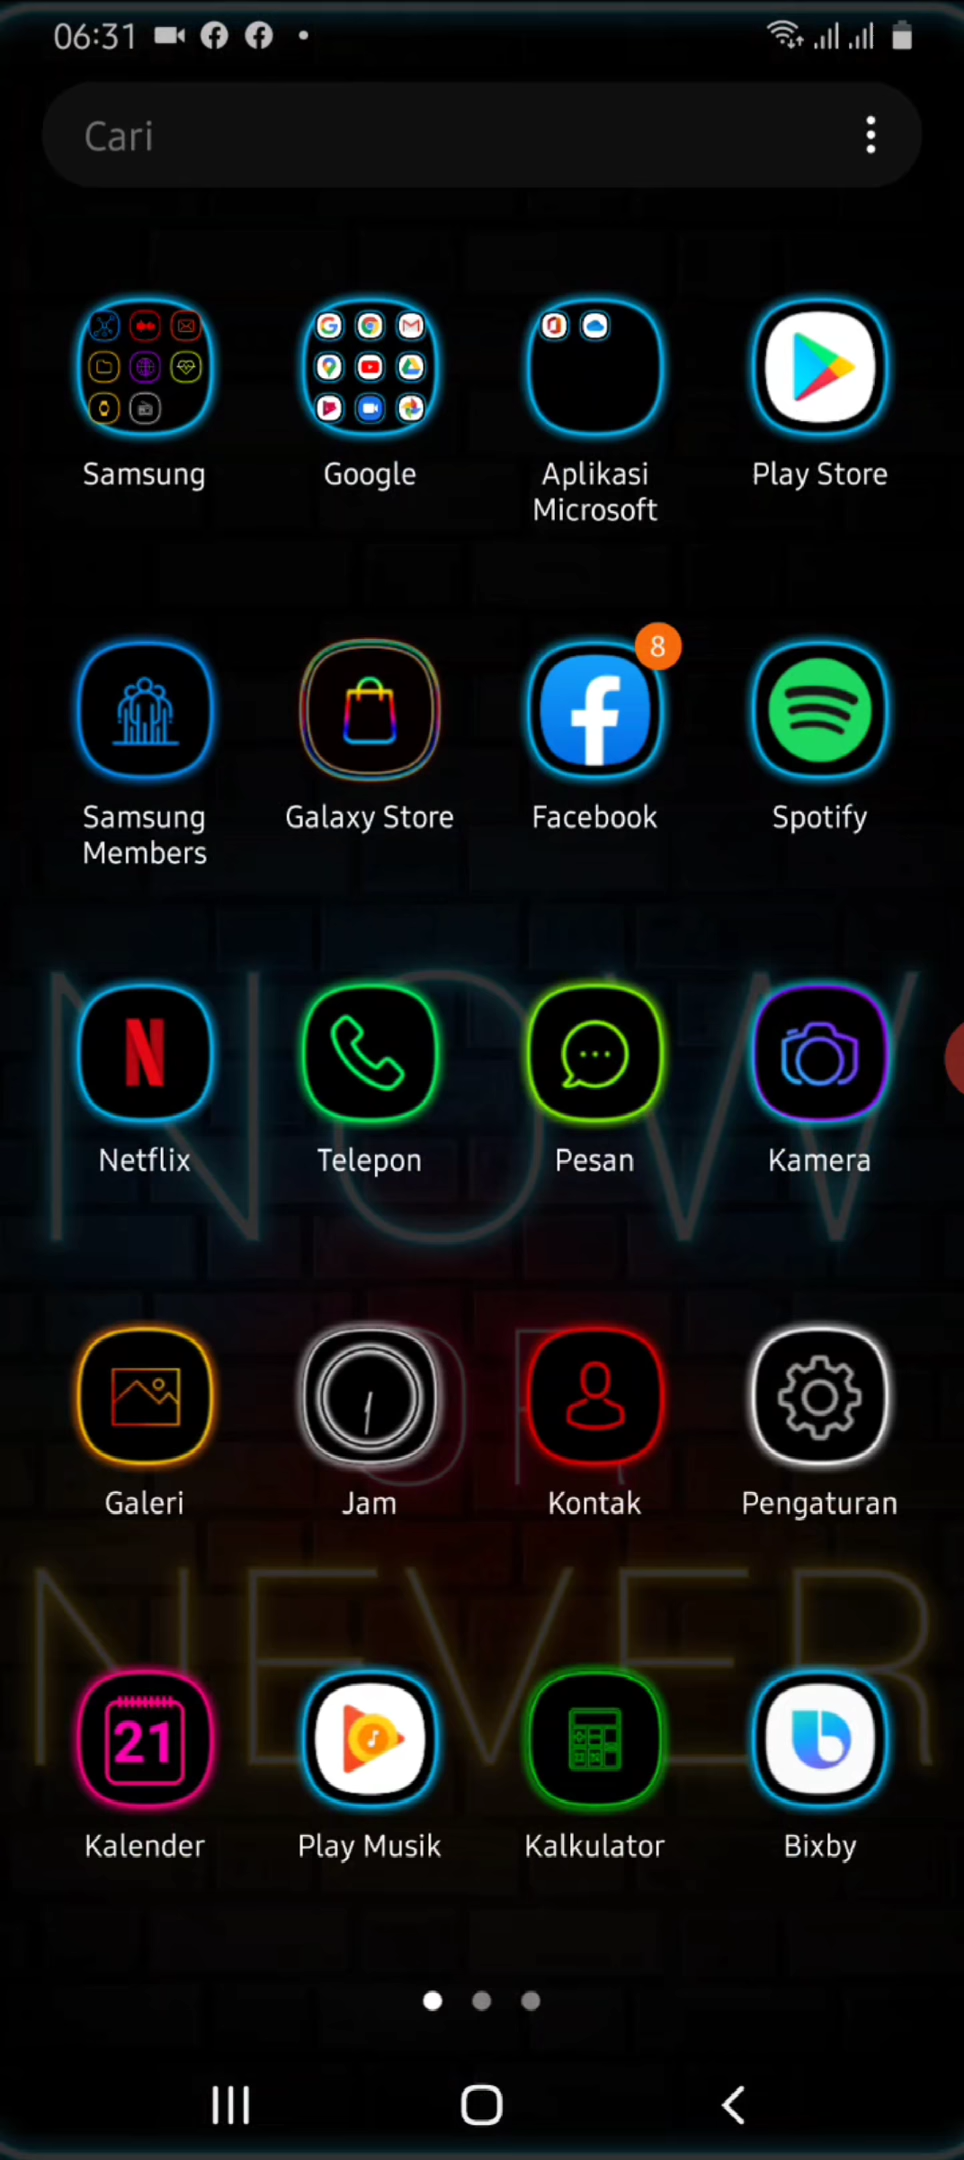 06:31
Cari
Samsung
Google
Aplikasi
Microsoft
Play Store
8
Samsung
Members
Galaxy Store
Facebook
Spotify
NOW
N
Netflix
Telepon
Pesan
Kamera
OR
Galeri
Jam
Kontak
Pengaturan
NEVER
21
Kalender
Play Musik
Kalkulator
Bixby